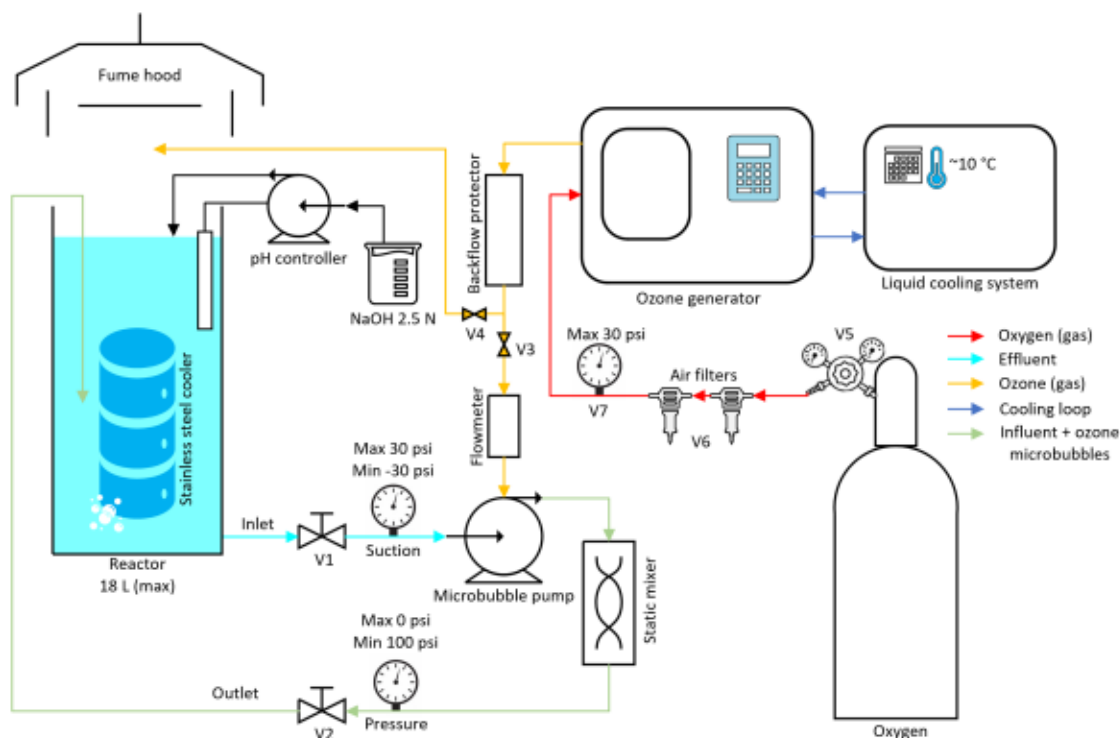 Fume hood
~10 °C
pH controller
NaOH 2.5 N
Backflow protector
Ozone generator
Liquid cooling system
V4
V3
Max 30 psi
V7
Air filters
V6
V5
Oxygen (gas)
Effluent
Ozone (gas)
Cooling loop
Influent + ozone
microbubbles
Stainless steel cooler
Flowmeter
Max 30 psi
Min -30 psi
Inlet
V1
Suction
Microbubble pump
Reactor
18 L (max)
Static mixer
Max 0 psi
Min 100 psi
Outlet
V2
Pressure
Oxygen